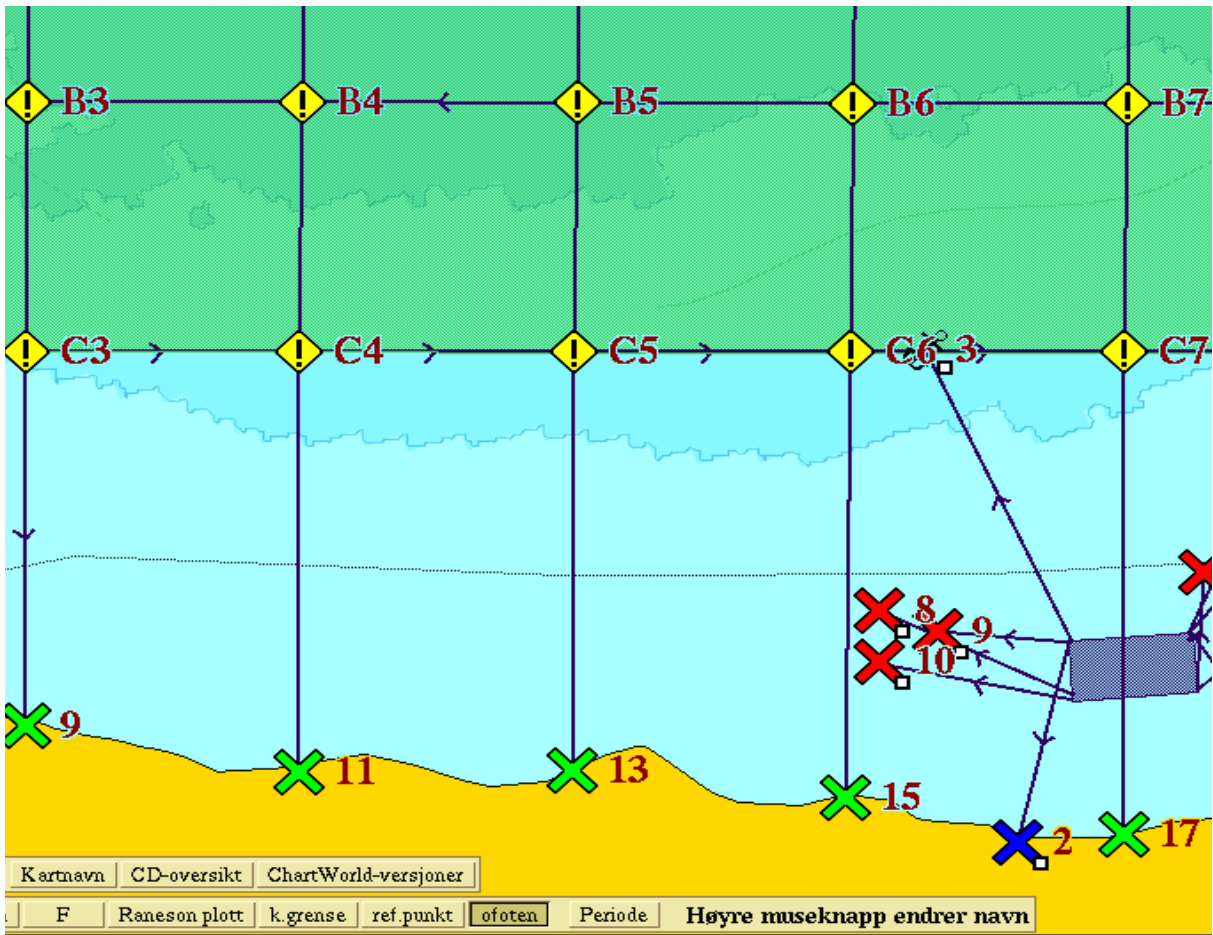 B3 B4 B5 B6 B7
C3 C4 C5 C6 3 C7
8 9
10
9 11 13 15 2 17
Kartnavn CD-oversikt ChartWorld-versjoner
F Raneson plott k.grense ref.punkt ofoten Periode Høyre museknapp endrer navn